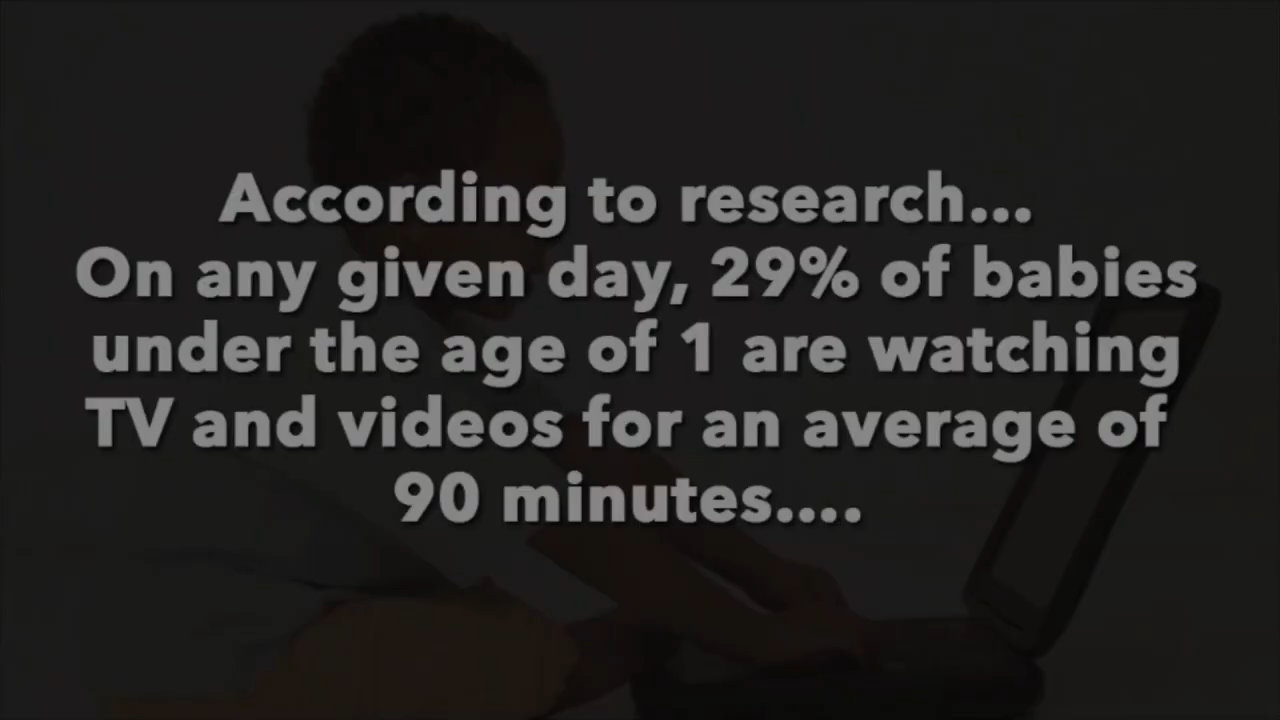 According to research...
On any given day, 29% of babies
under the age of 1 are watching
TV and videos for an average of
90 minutes....